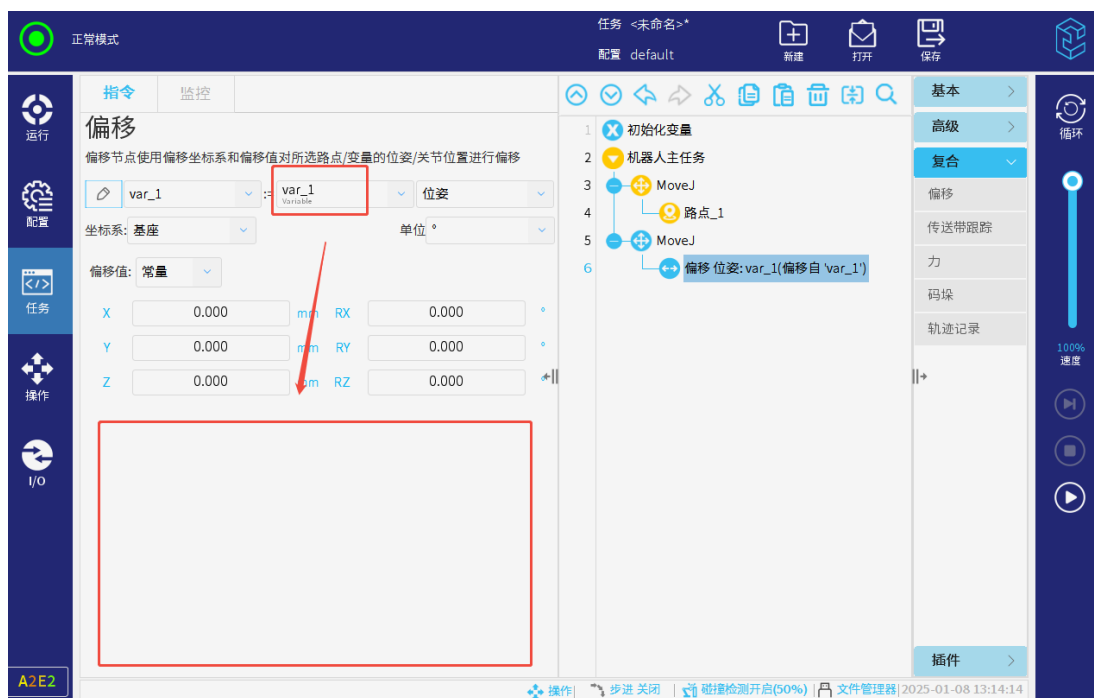 正常模式
任务 <未命名>*
配置 default
新建
打开
保存
运行
配置
任务
操作
I/O
A2E2
指令
监控
偏移
偏移节点使用偏移坐标系和偏移值对所选路点/变量的位姿/关节位置进行偏移
var_1
:=
var_1
Variable
位姿
坐标系: 基座
单位 °
偏移值: 常量
X 0.000 mm RX 0.000 °
Y 0.000 mm RY 0.000 °
Z 0.000 mm RZ 0.000 °
1 初始化变量
2 机器人主任务
3 MoveJ
4 路点_1
5 MoveJ
6 偏移 位姿: var_1(偏移自 'var_1')
基本
高级
复合
偏移
传送带跟踪
力
码垛
轨迹记录
插件
循环
100%
速度
操作
步进 关闭
碰撞检测开启(50%)
文件管理器
2025-01-08 13:14:14